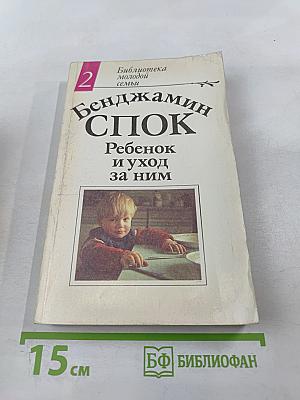 2
Библиотека
молодой
семьи
Бенджамин
СПОК
Ребенок
и уход
за ним
15 см
БФ БИБЛИОФАН